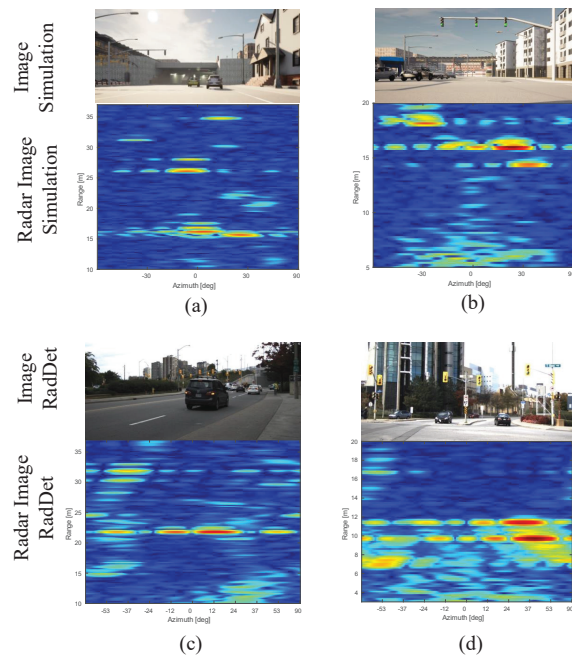 Image
Simulation
Radar Image
Simulation
35
30
25
20
15
10
Range [m]
-30
0
30
90
Azimuth [deg]
(a)
20
15
10
5
Range [m]
-30
0
30
90
Azimuth [deg]
(b)
Image
RadDet
Radar Image
RadDet
35
30
25
20
15
10
Range [m]
-53
-37
-24
-12
0
12
24
37
53
90
Azimuth [deg]
(c)
20
18
16
14
12
10
8
6
4
Range [m]
-53
-37
-24
-12
0
12
24
37
51
90
Azimuth [deg]
(d)